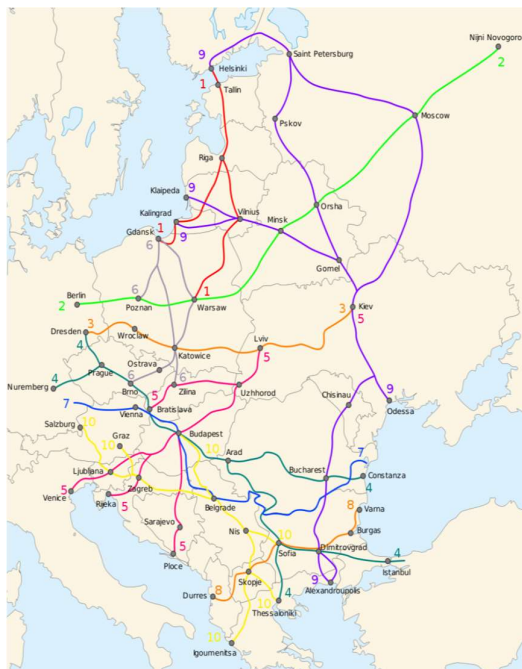 Nijni Novogoro
2
9
Saint Petersburg
Helsinki
1
Tallin
Moscow
Pskov
Riga
Klaipeda
9
Kalingrad
Vilnius
Orsha
1
9
Minsk
Gdansk
6
Gomel
Berlin
6
1
2
Poznan
Warsaw
3
Kiev
Dresden
3
5
Wroclaw
Lviv
4
Katowice
5
Ostrava
Prague
Nuremberg
4
6
6
Brno
Zilina
Uzhhorod
5
Chisinau
9
7
Bratislava
Vienna
Odessa
Salzburg
10
Graz
Budapest
10
10
Arad
7
Ljubljana
Bucharest
Constanza
Zagreb
4
Venice
5
Rijeka
5
Belgrade
8
Varna
Sarajevo
Nis
10
Burgas
5
Sofia
Dimitrovgrad
4
Ploce
Istanbul
Skopje
9
Durres
8
10
4
Alexandroupolis
Thessaloniki
10
Igoumenitsa